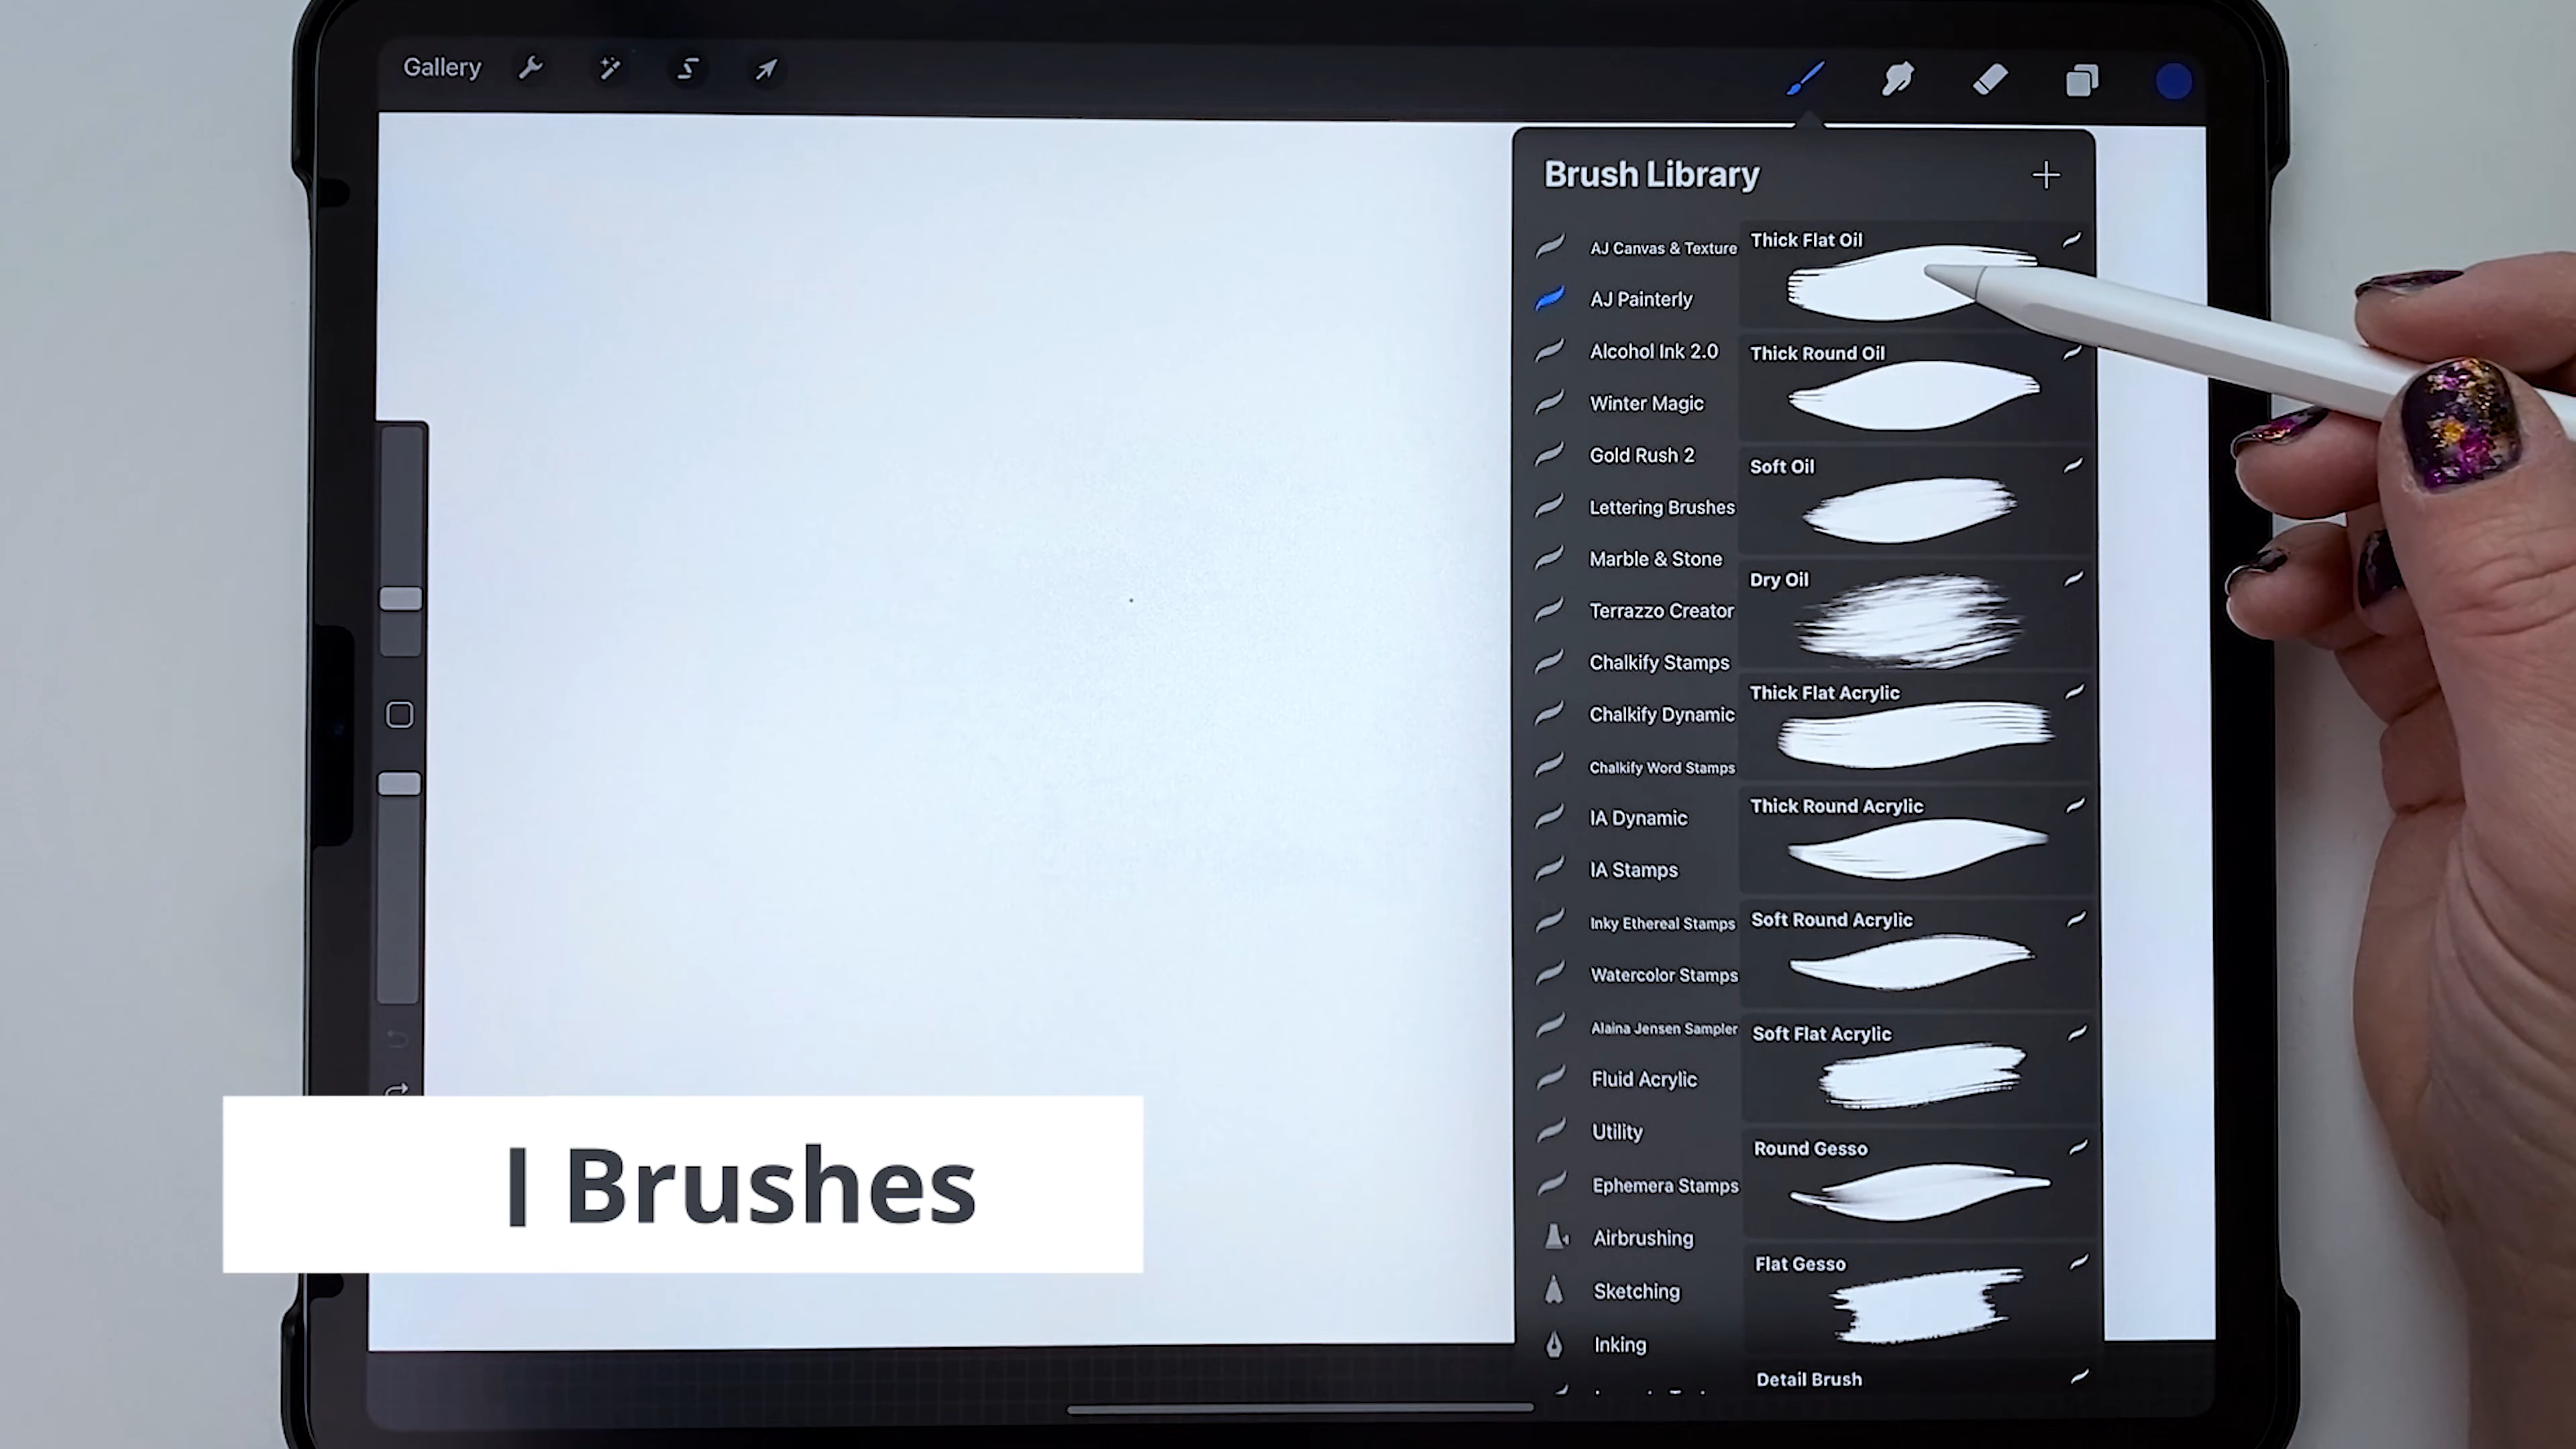 Gallery
Brush Library
AJ Canvas & Texture
AJ Painterly
Alcohol Ink 2.0
Winter Magic
Gold Rush 2
Lettering Brushes
Marble & Stone
Terrazzo Creator
Chalkify Stamps
Chalkify Dynamic
Chalkify Word Stamps
IA Dynamic
IA Stamps
Inky Ethereal Stamps
Watercolor Stamps
Alaina Jensen Sampler
Fluid Acrylic
Utility
Ephemera Stamps
Airbrushing
Sketching
Inking
Thick Flat Oil
Thick Round Oil
Soft Oil
Dry Oil
Thick Flat Acrylic
Thick Round Acrylic
Soft Round Acrylic
Soft Flat Acrylic
Round Gesso
Flat Gesso
Detail Brush
l Brushes